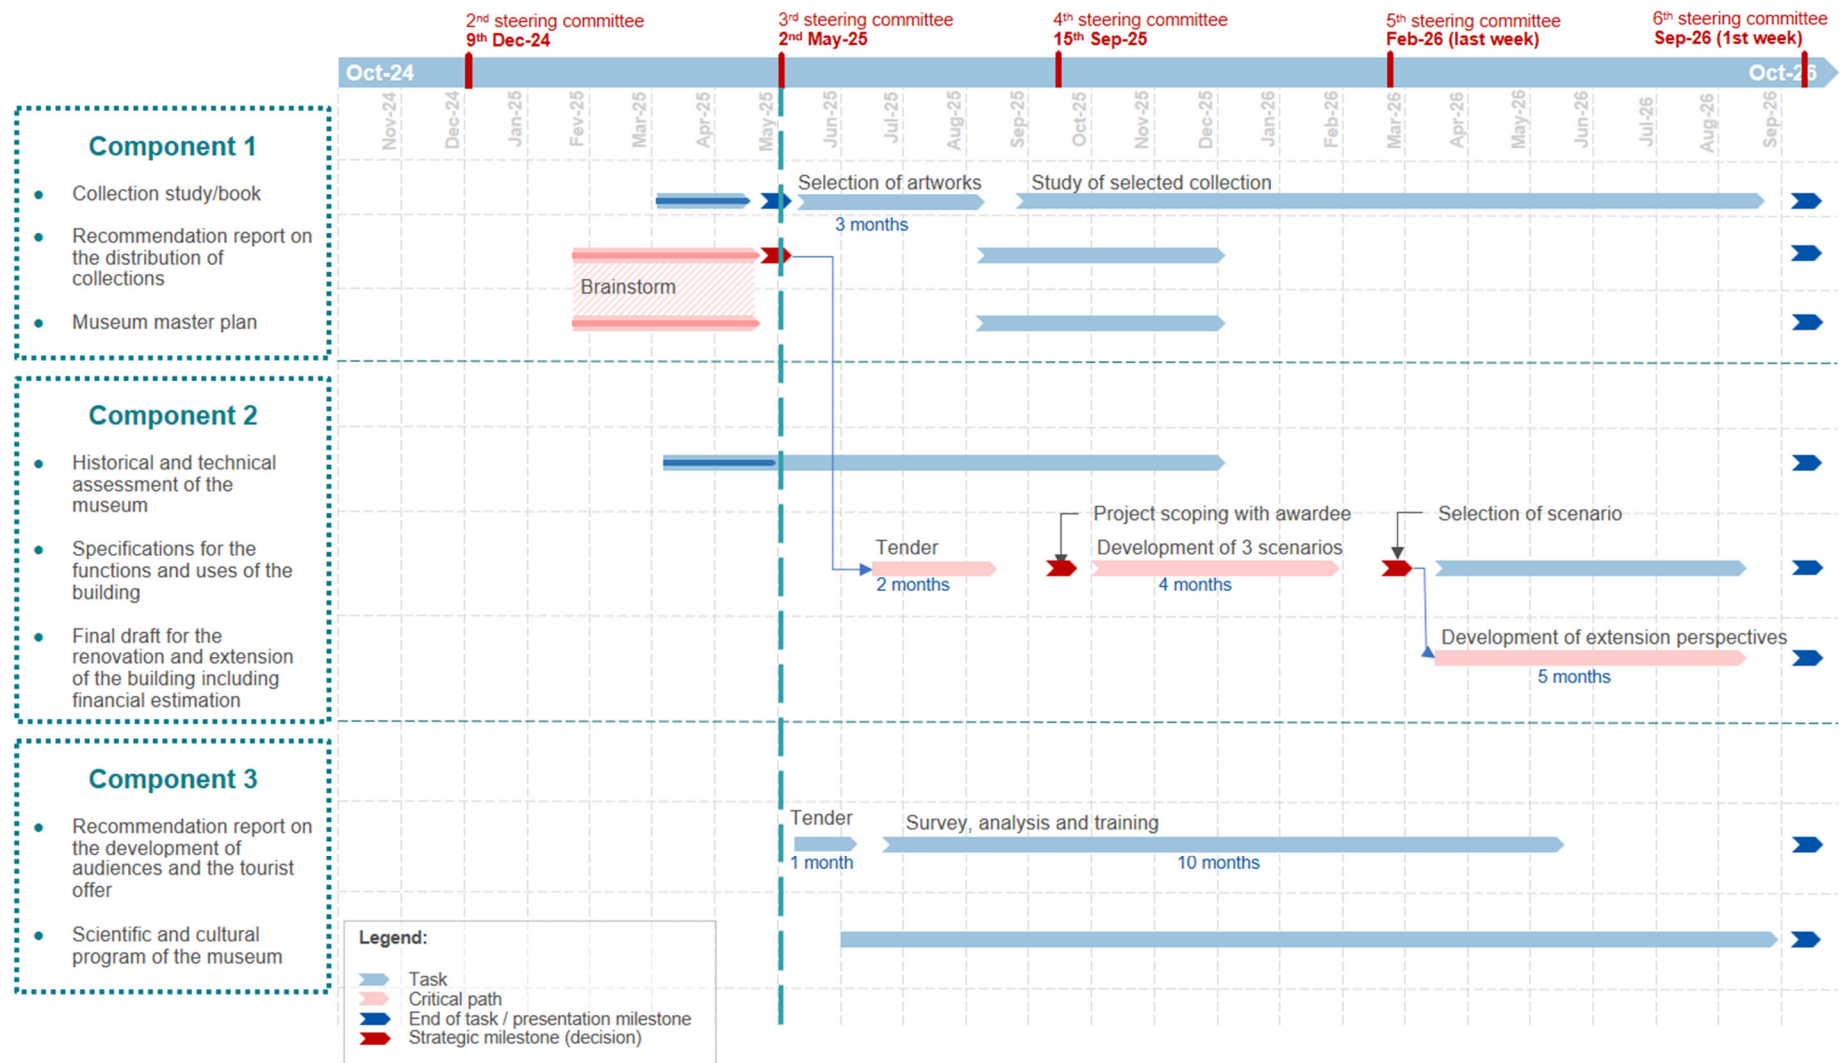 2nd steering committee
9th Dec-24
3rd steering committee
2nd May-25
4th steering committee
15th Sep-25
5th steering committee
Feb-26 (last week)
6th steering committee
Sep-26 (1st week)
Oct-24
Oct-26
Nov-24
Dec-24
Jan-25
Fev-25
Mar-25
Apr-25
May-25
Jun-25
Jul-25
Aug-25
Sep-25
Oct-25
Nov-25
Dec-25
Jan-26
Feb-26
Mar-26
Apr-26
May-26
Jun-26
Jul-26
Aug-26
Sep-26
Component 1
• Collection study/book
• Recommendation report on
the distribution of
collections
• Museum master plan
Selection of artworks
3 months
Study of selected collection
Brainstorm
Component 2
• Historical and technical
assessment of the
museum
• Specifications for the
functions and uses of the
building
• Final draft for the
renovation and extension
of the building including
financial estimation
Project scoping with awardee
Selection of scenario
Tender
2 months
Development of 3 scenarios
4 months
Development of extension perspectives
5 months
Component 3
• Recommendation report on
the development of
audiences and the tourist
offer
• Scientific and cultural
program of the museum
Tender
1 month
Survey, analysis and training
10 months
Legend:
Task
Critical path
End of task / presentation milestone
Strategic milestone (decision)